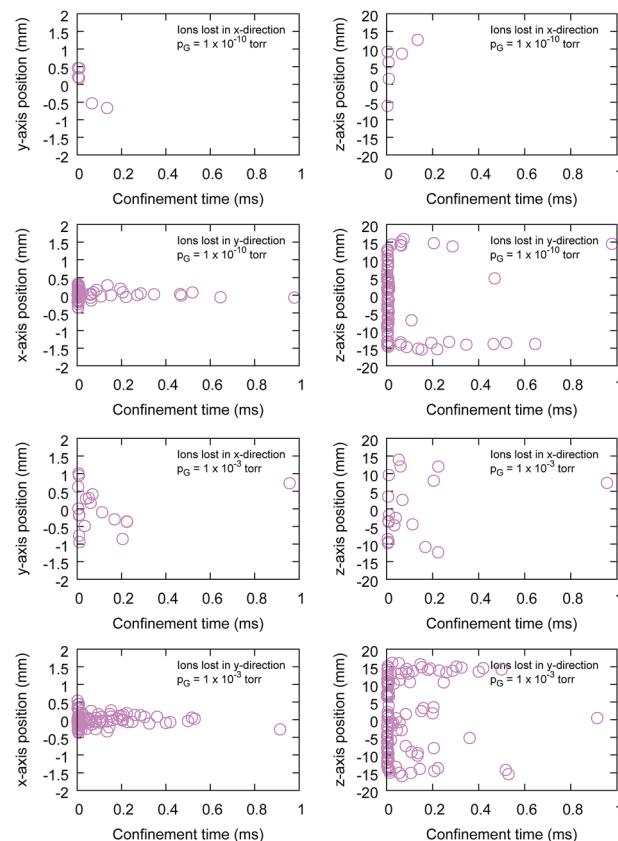 2
1.5
1
0.5
0
-0.5
-1
-1.5
-2
0 0.2 0.4 0.6 0.8 1
y-axis position (mm)
Confinement time (ms)
Ions lost in x-direction
p_G = 1 x 10^-10 torr
20
15
10
5
0
-5
-10
-15
20
0 0.2 0.4 0.6 0.8 1
z-axis position (mm)
Confinement time (ms)
Ions lost in x-direction
p_G = 1 x 10^-10 torr
2
1.5
1
0.5
0
-0.5
-1
-1.5
-2
0 0.2 0.4 0.6 0.8 1
x-axis position (mm)
Confinement time (ms)
Ions lost in y-direction
p_G = 1 x 10^-10 torr
20
15
10
5
0
-5
-10
-15
20
0 0.2 0.4 0.6 0.8 1
z-axis position (mm)
Confinement time (ms)
Ions lost in y-direction
p_G = 1 x 10^-10 torr
2
1.5
1
0.5
0
-0.5
-1
-1.5
-2
0 0.2 0.4 0.6 0.8 1
y-axis position (mm)
Confinement time (ms)
Ions lost in x-direction
p_G = 1 x 10^-3 torr
20
15
10
5
0
-5
-10
-15
20
0 0.2 0.4 0.6 0.8 1
z-axis position (mm)
Confinement time (ms)
Ions lost in x-direction
p_G = 1 x 10^-3 torr
2
1.5
1
0.5
0
-0.5
-1
-1.5
-2
0 0.2 0.4 0.6 0.8 1
x-axis position (mm)
Confinement time (ms)
Ions lost in y-direction
p_G = 1 x 10^-3 torr
20
15
10
5
0
-5
-10
-15
-20
0 0.2 0.4 0.6 0.8 1
z-axis position (mm)
Confinement time (ms)
Ions lost in y-direction
p_G = 1 x 10^-3 torr